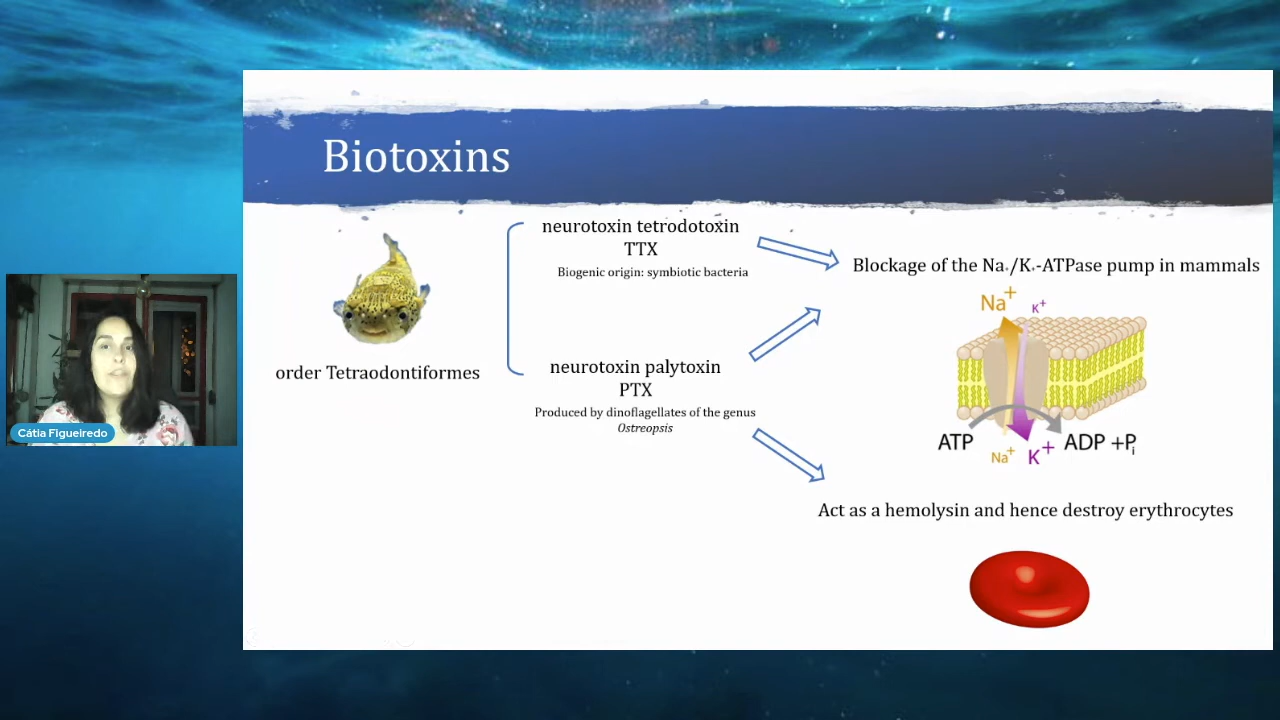 Biotoxins
neurotoxin tetrodotoxin
TTX
Biogenic origin: symbiotic bacteria
Blockage of the Na+/K+-ATPase pump in mammals
Na+
K+
order Tetraodontiformes
neurotoxin palytoxin
PTX
Produced by dinoflagellates of the genus
Ostreopsis
ATP
Na+
K+
ADP +Pi
Act as a hemolysin and hence destroy erythrocytes
Cátia Figueiredo